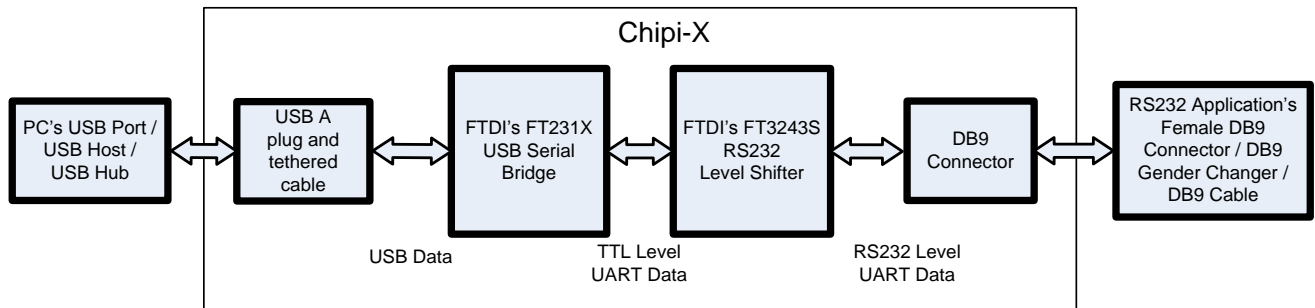 Chipi-X
PC's USB Port /
USB Host /
USB Hub
USB A
plug and
tethered
cable
FTDI's FT231X
USB Serial
Bridge
FTDI's FT3243S
RS232
Level Shifter
DB9
Connector
RS232 Application's
Female DB9
Connector / DB9
Gender Changer /
DB9 Cable
USB Data
TTL Level
UART Data
RS232 Level
UART Data